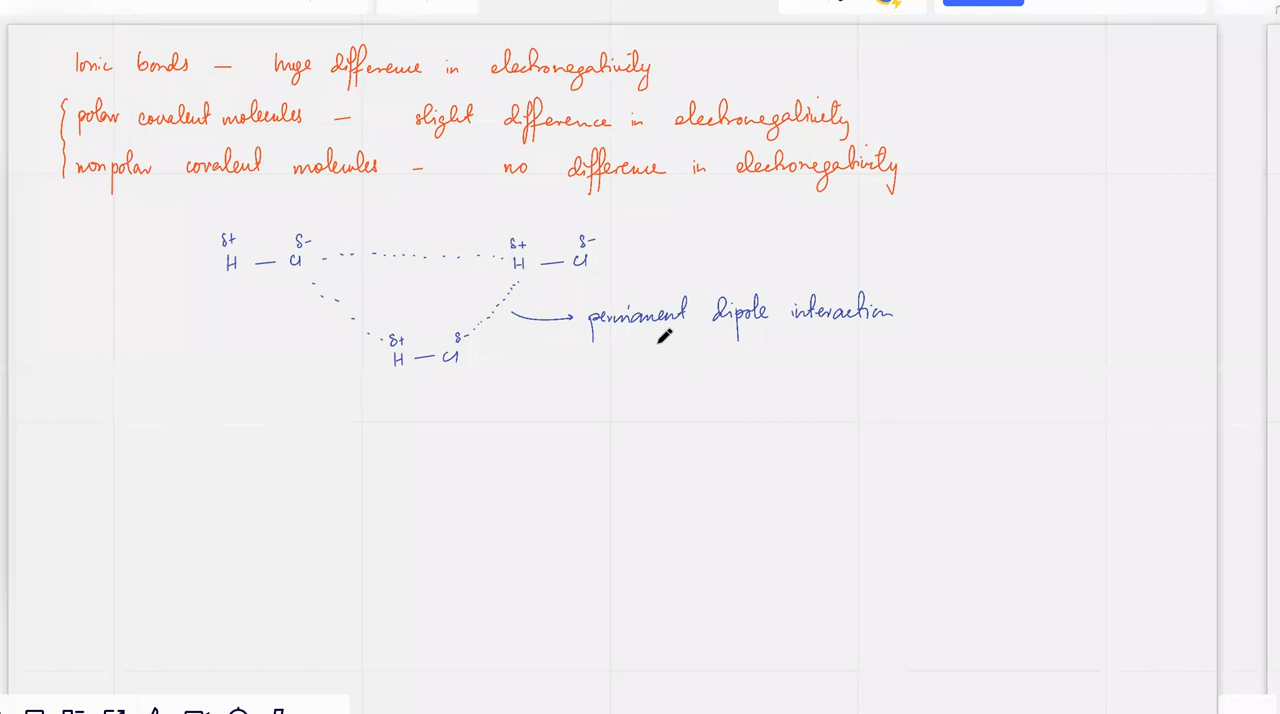 Ionic bonds — huge difference in electronegativity
polar covalent molecules — slight difference in electronegativity
nonpolar covalent molecules — no difference in electronegativity
δ+ δ- δ+ δ-
H — Cl H — Cl
permanent dipole interaction
δ+ δ-
H — Cl